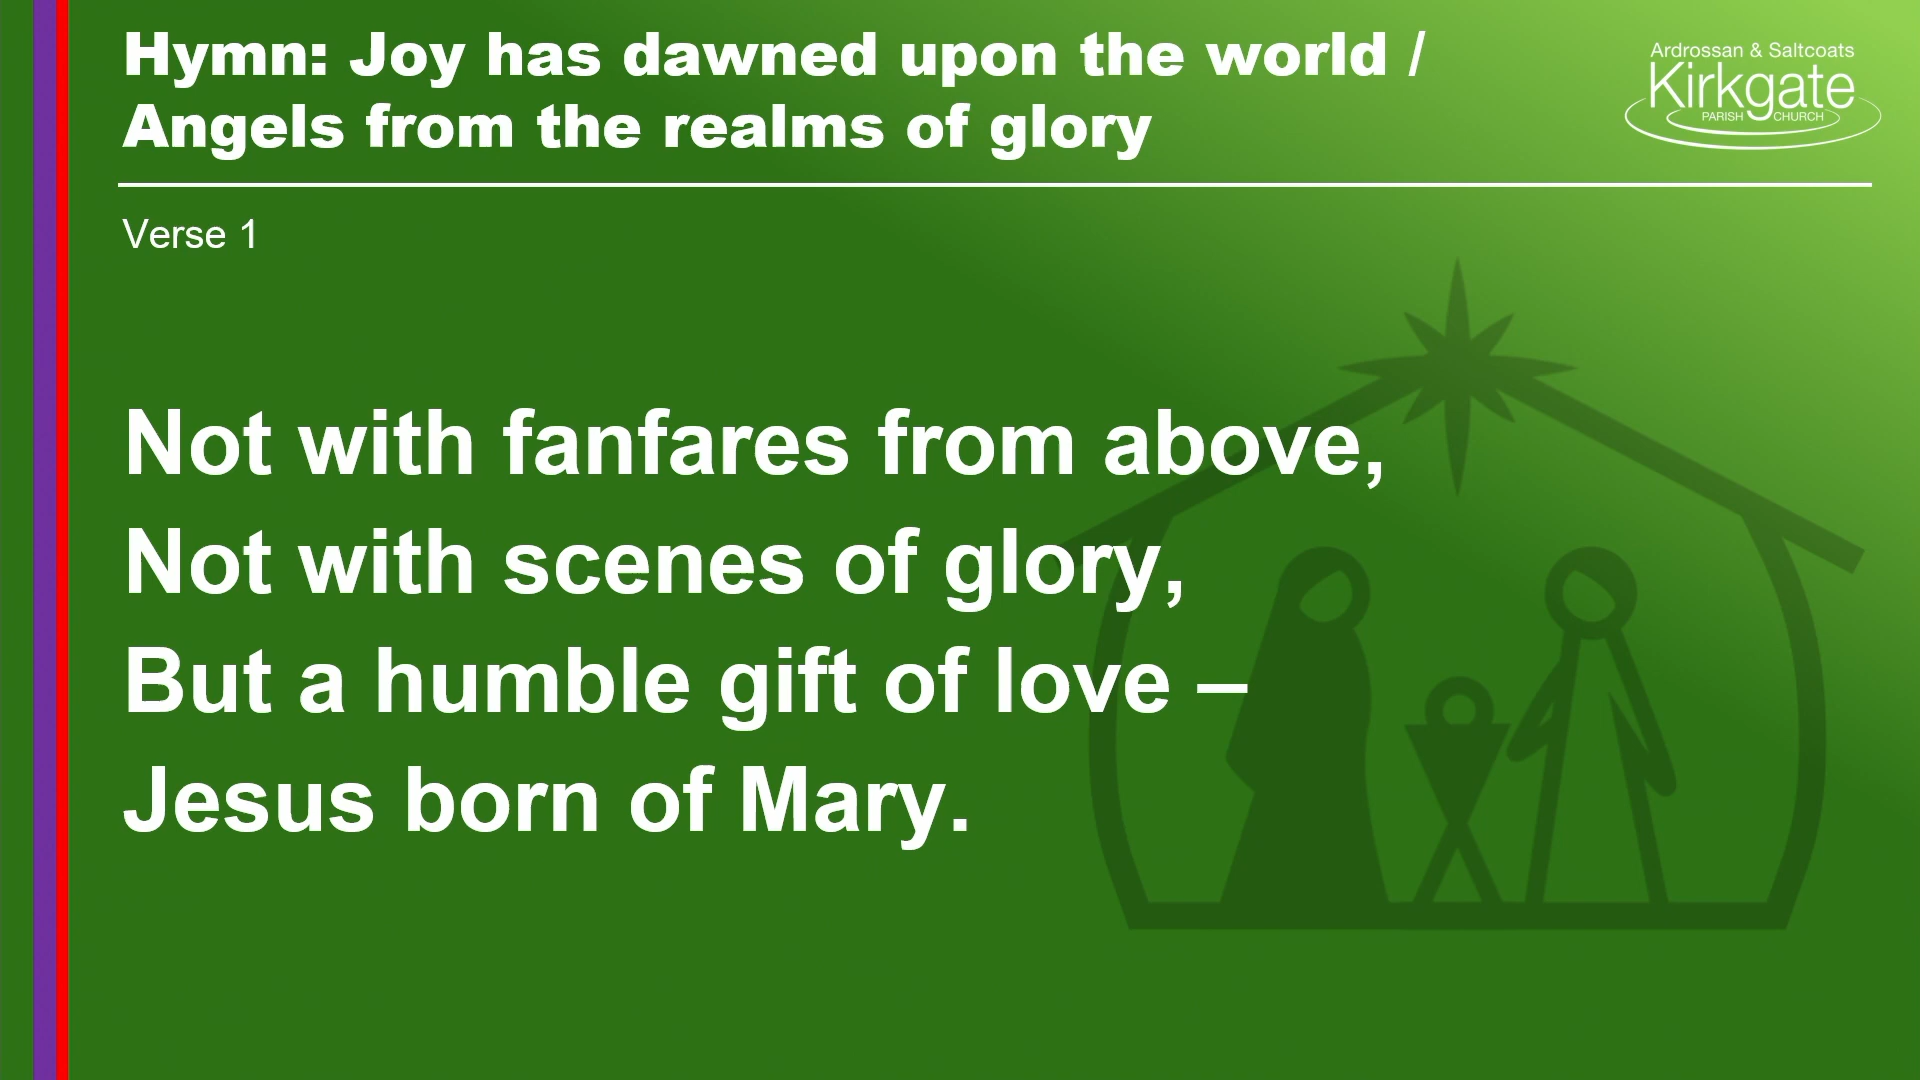 Hymn: Joy has dawned upon the world /
Angels from the realms of glory
Ardrossan & Saltcoats
Kirkgate
PARISH CHURCH
Verse 1
Not with fanfares from above,
Not with scenes of glory,
But a humble gift of love –
Jesus born of Mary.